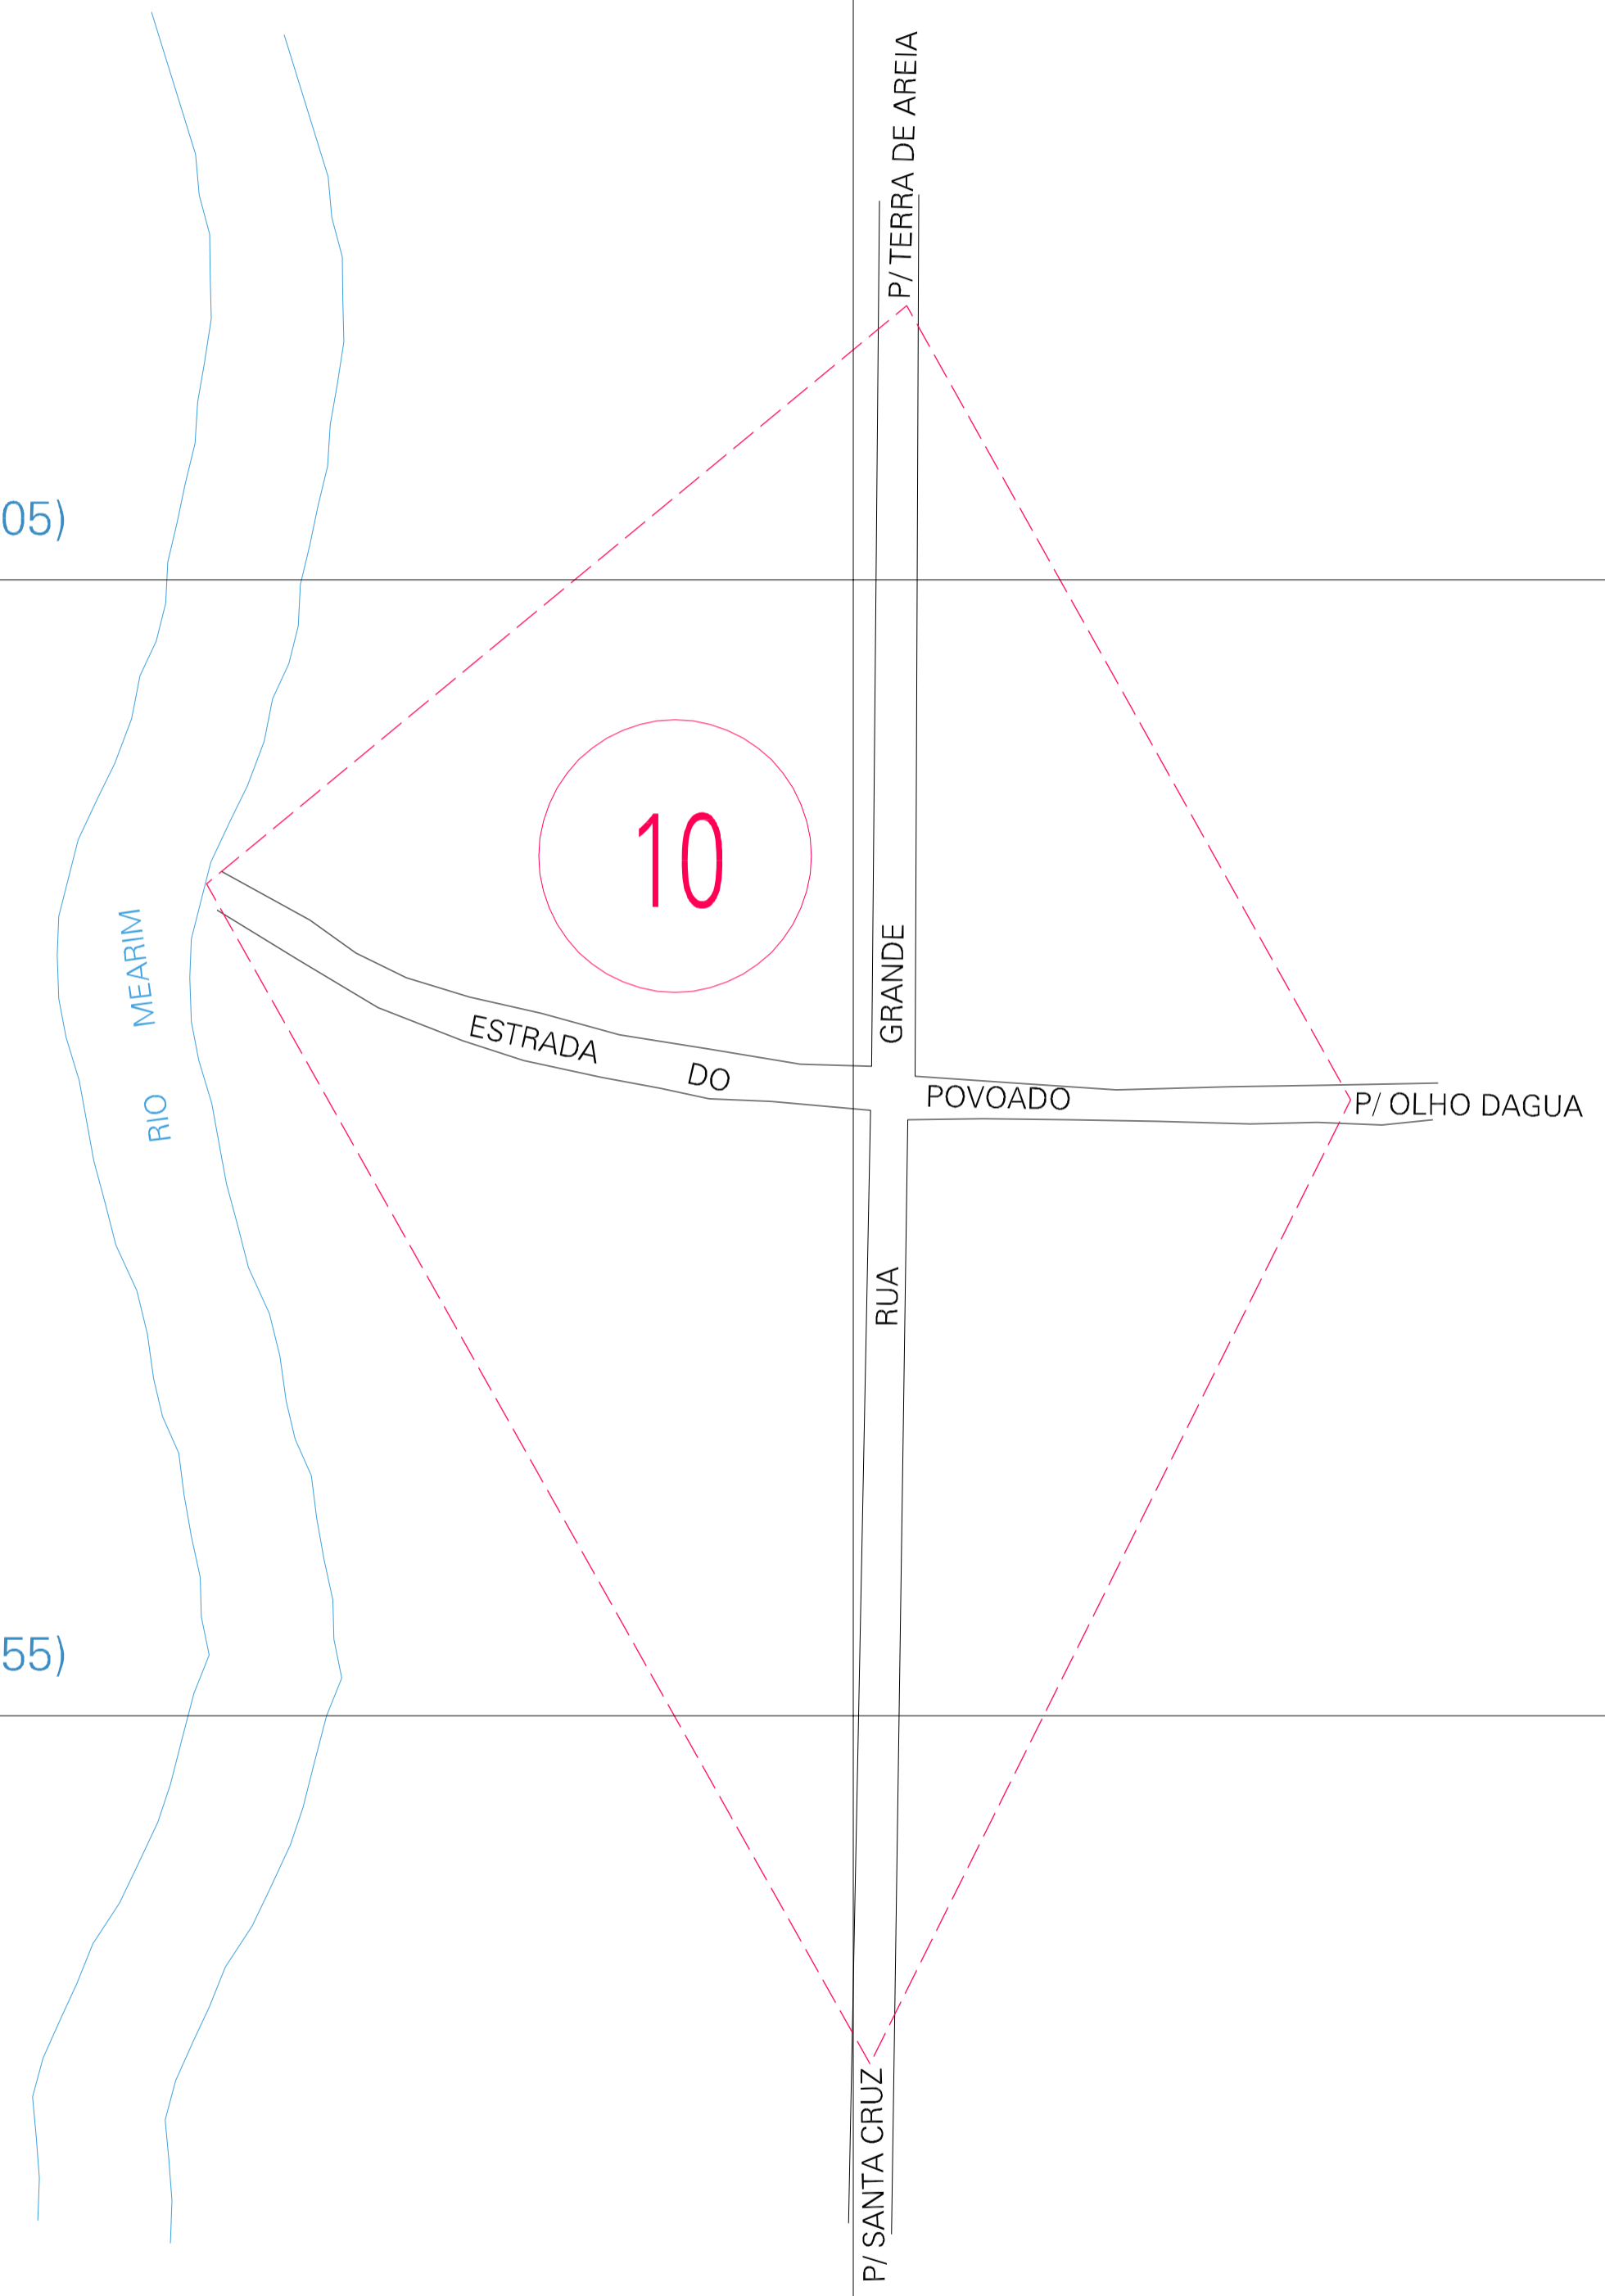 P/ TERRA DE AREIA
05)
10
RIO MEARIM
RUA GRANDE
ESTRADA DO POVOADO
P/ OLHO DAGUA
55)
P/ SANTA CRUZ